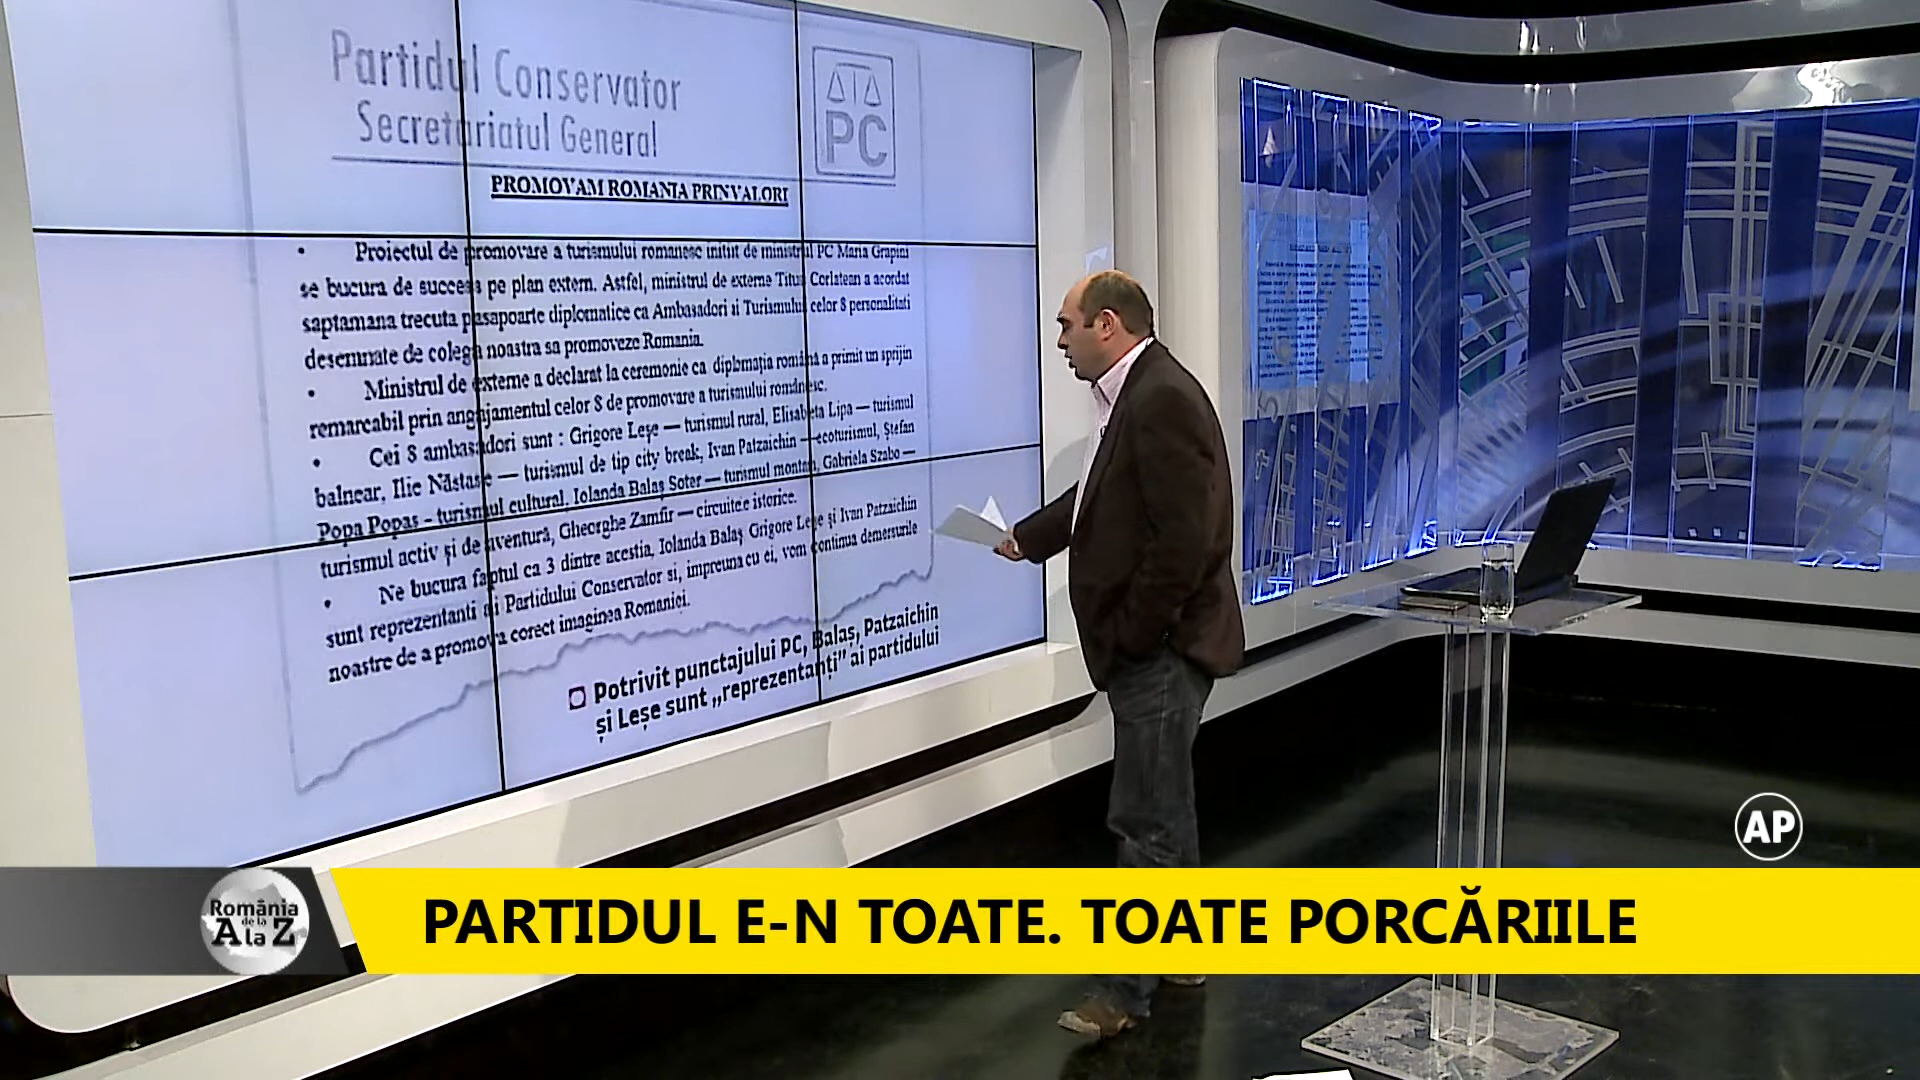 Partidul Conservator
Secretariatul General
PC
PROMOVAM ROMANIA PRIN VALORI
• Proiectul de promovare a turismului romanesc initut de ministrul PC Maria Grapini
se bucura de succes pe plan extern. Astfel, ministrul de externe Titus Corlatean a acordat
saptamana trecuta pasapoarte diplomatice ca Ambasadori ai Turismului celor 8 personalitati
desemnate de colega noastra sa promoveze Romania.
• Ministrul de externe a declarat la ceremonie ca diplomația română a primit un sprijin
remarcabil prin angajamentul celor 8 de promovare a turismului românesc.
• Cei 8 ambasadori sunt : Grigore Leșe — turismul rural, Elisabeta Lipa — turismul
balnear, Ilie Năstase — turismul de tip city break, Ivan Patzaichin —ecoturismul, Ștefan
Popa Popas - turismul cultural, Iolanda Balaș Soter — turismul montan, Gabriela Szabo —
turismul activ și de aventură, Gheorghe Zamfir — circuitele istorice.
• Ne bucura faptul ca 3 dintre acestia, Iolanda Balaș Grigore Leșe și Ivan Patzaichin
sunt reprezentanti ai Partidului Conservator si, impreuna cu ei, vom continua demersurile
noastre de a promova corect imaginea Romaniei.
Potrivit punctajului PC, Balaș, Patzaichin
și Leșe sunt „reprezentanți” ai partidului
AP
România
de la
A la Z
PARTIDUL E-N TOATE. TOATE PORCĂRIILE